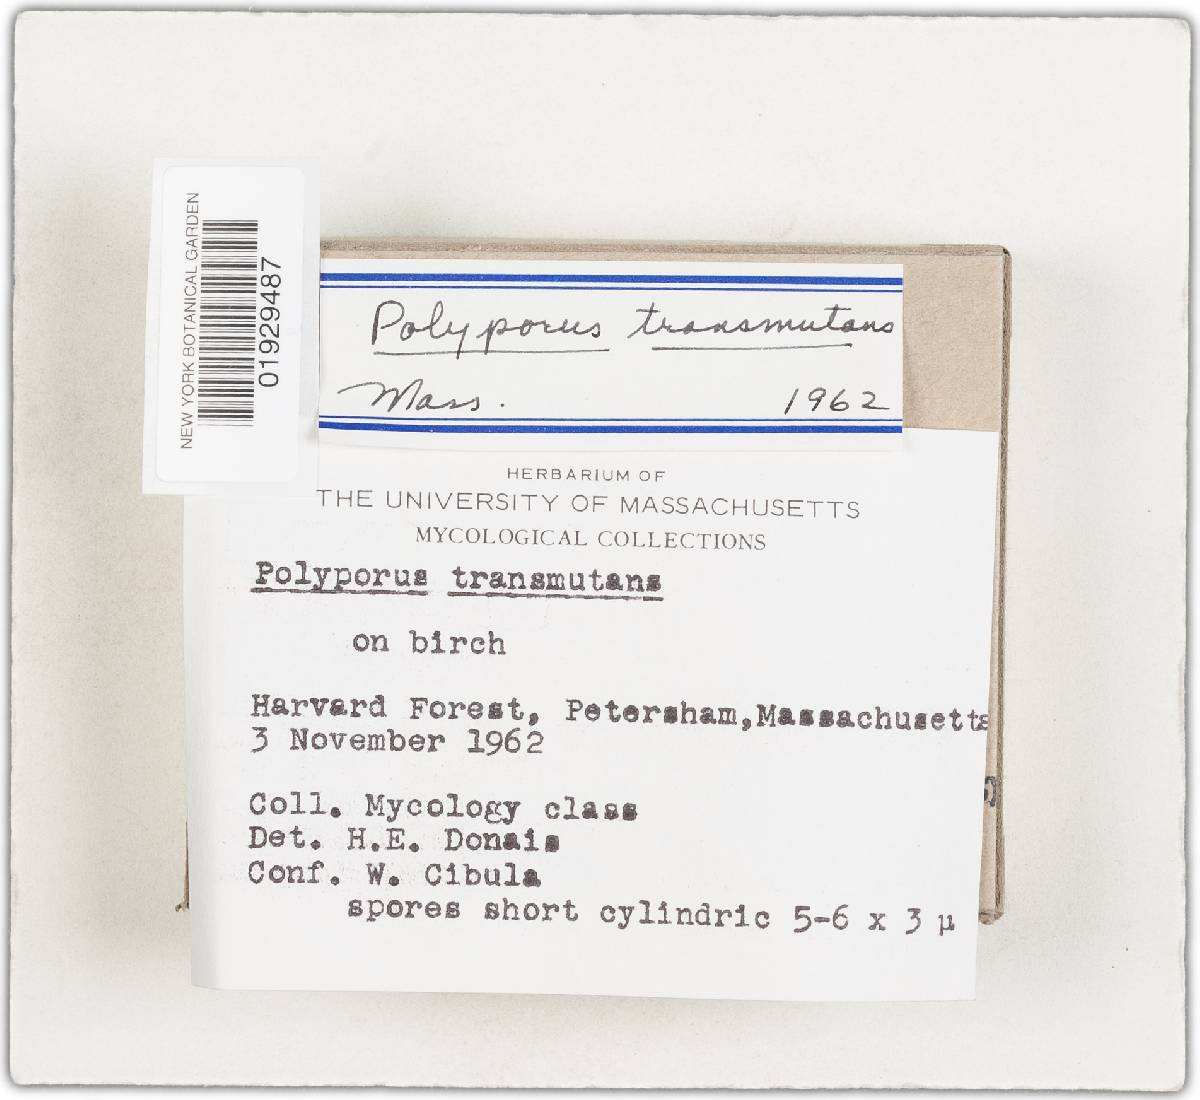 NEW YORK BOTANICAL GARDEN
01929487
Polyporus transmutans
Mass. 1962
HERBARIUM OF
THE UNIVERSITY OF MASSACHUSETTS
MYCOLOGICAL COLLECTIONS
Polyporus transmutans
on birch
Harvard Forest, Petersham,Massachusetts
3 November 1962
Coll. Mycology class
Det. H.E. Donais
Conf. W. Cibula
spores short cylindric 5-6 x 3 µ